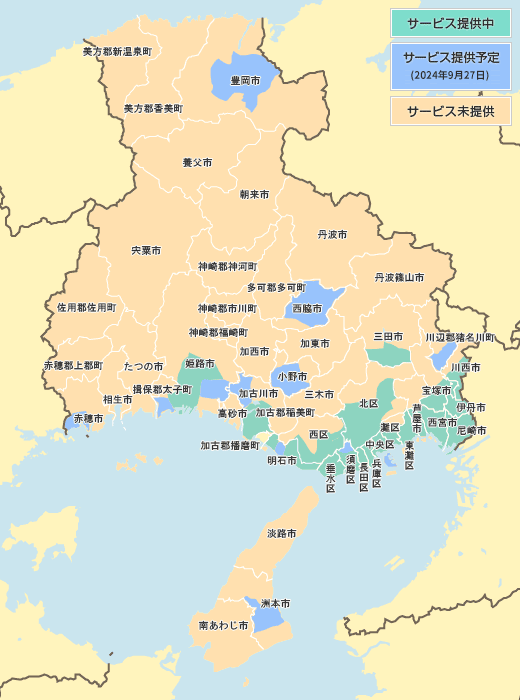 サービス提供中
サービス提供予定
(2024年9月27日)
サービス未提供
美方郡新温泉町
豊岡市
美方郡香美町
養父市
朝来市
丹波市
宍粟市
神崎郡神河町
丹波篠山市
多可郡多可町
佐用郡佐用町
神崎郡市川町
西脇市
神崎郡福崎町
三田市
川辺郡猪名川町
加東市
加西市
赤穂郡上郡町
たつの市
姫路市
川西市
小野市
揖保郡太子町
加古川市
三木市
宝塚市
相生市
北区
伊丹市
高砂市
加古郡稲美町
芦屋市
赤穂市
西宮市
灘区
尼崎市
西区
中央区
加古郡播磨町
東灘区
明石市
須磨区
兵庫区
長田区
垂水区
淡路市
洲本市
南あわじ市